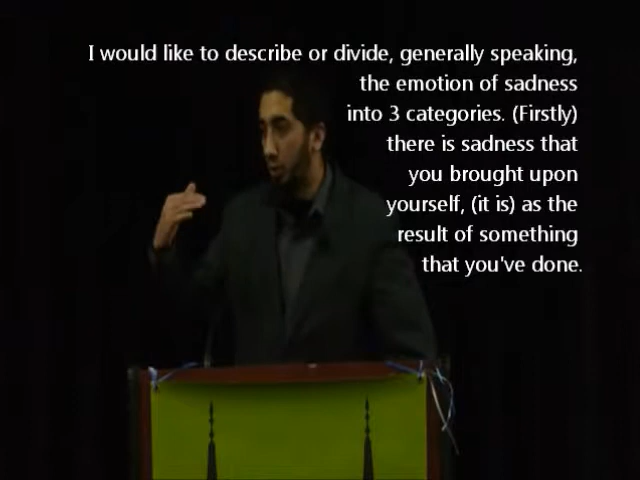 I would like to describe or divide, generally speaking,
the emotion of sadness
into 3 categories. (Firstly)
there is sadness that
you brought upon
yourself, (it is) as the
result of something
that you've done.